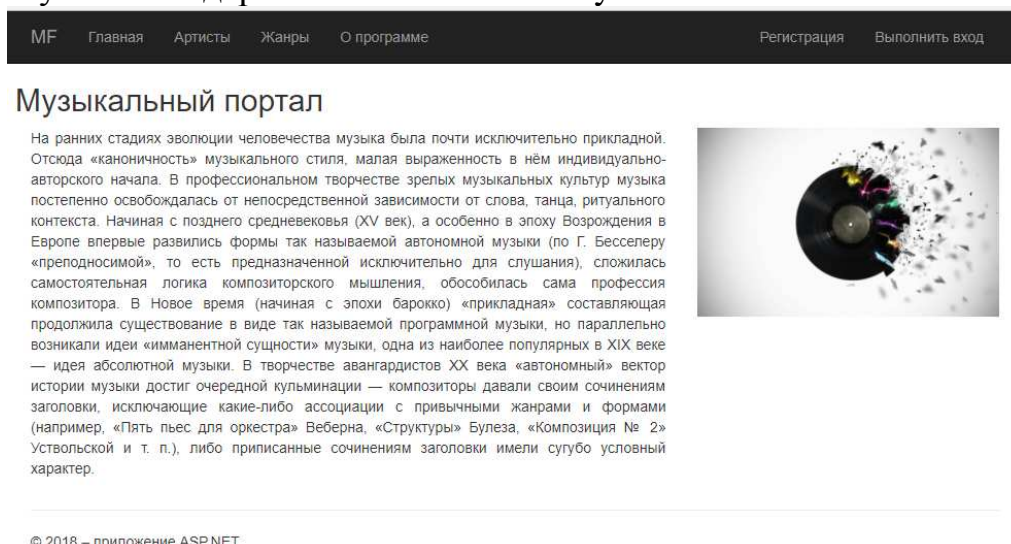 MF Главная Артисты Жанры О программе Регистрация Выполнить вход
Музыкальный портал
На ранних стадиях эволюции человечества музыка была почти исключительно прикладной.
Отсюда «каноничность» музыкального стиля, малая выраженность в нём индивидуально-
авторского начала. В профессиональном творчестве зрелых музыкальных культур музыка
постепенно освобождалась от непосредственной зависимости от слова, танца, ритуального
контекста. Начиная с позднего средневековья (XV век), а особенно в эпоху Возрождения в
Европе впервые развились формы так называемой автономной музыки (по Г. Бесселеру
«преподносимой», то есть предназначенной исключительно для слушания), сложилась
самостоятельная логика композиторского мышления, обособилась сама профессия
композитора. В Новое время (начиная с эпохи барокко) «прикладная» составляющая
продолжила существование в виде так называемой программной музыки, но параллельно
возникали идеи «имманентной сущности» музыки, одна из наиболее популярных в XIX веке
— идея абсолютной музыки. В творчестве авангардистов XX века «автономный» вектор
истории музыки достиг очередной кульминации — композиторы давали своим сочинениям
заголовки, исключающие какие-либо ассоциации с привычными жанрами и формами
(например, «Пять пьес для оркестра» Веберна, «Структуры» Булеза, «Композиция № 2»
Уствольской и т. п.), либо приписанные сочинениям заголовки имели сугубо условный
характер.
© 2018 – приложение ASP.NET